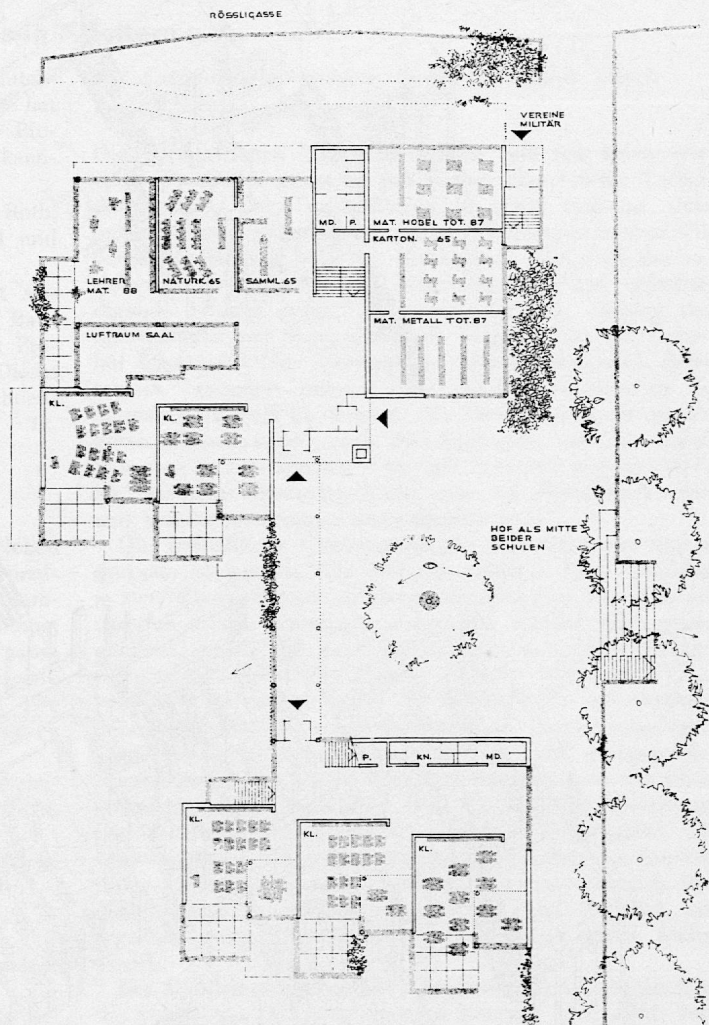 RÖSSLIGASSE
VEREINE
MILITÄR
MD. P.
MAT. HOBEL TOT. 87
KARTON. 65
LEHRER
MAT. 88
NATURK. 65
SAMML. 65
MAT. METALL TOT. 87
LUFTRAUM SAAL
KL.
KL.
HOF ALS MITTE
BEIDER
SCHULEN
P.
KN.
MD.
KL.
KL.
KL.